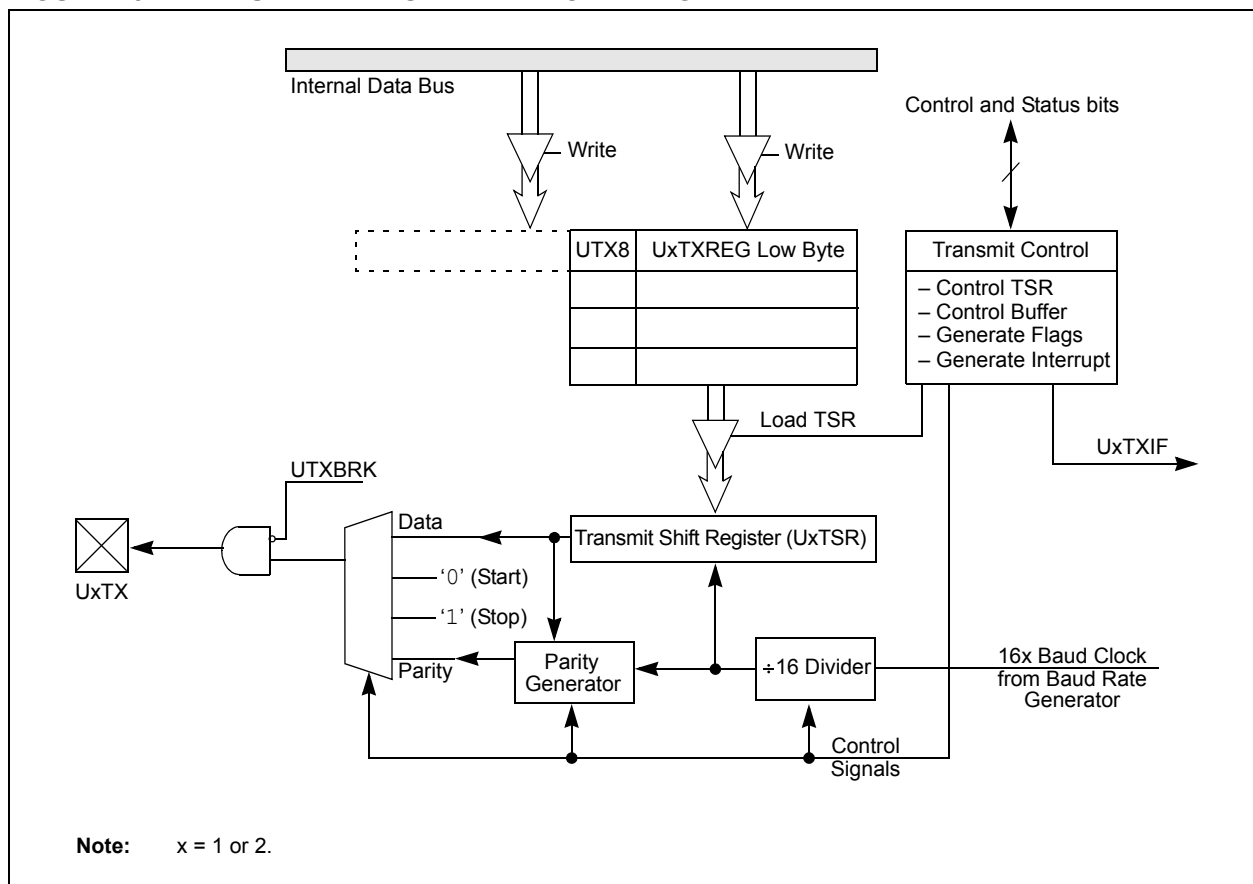 Internal Data Bus
Control and Status bits
Write
Write
UTX8
UxTXREG Low Byte
Transmit Control
– Control TSR
– Control Buffer
– Generate Flags
– Generate Interrupt
Load TSR
UxTXIF
UTXBRK
Data
Transmit Shift Register (UxTSR)
‘0’ (Start)
UxTX
‘1’ (Stop)
Parity
Parity
Generator
÷16 Divider
16x Baud Clock
from Baud Rate
Generator
Control
Signals
Note: x = 1 or 2.